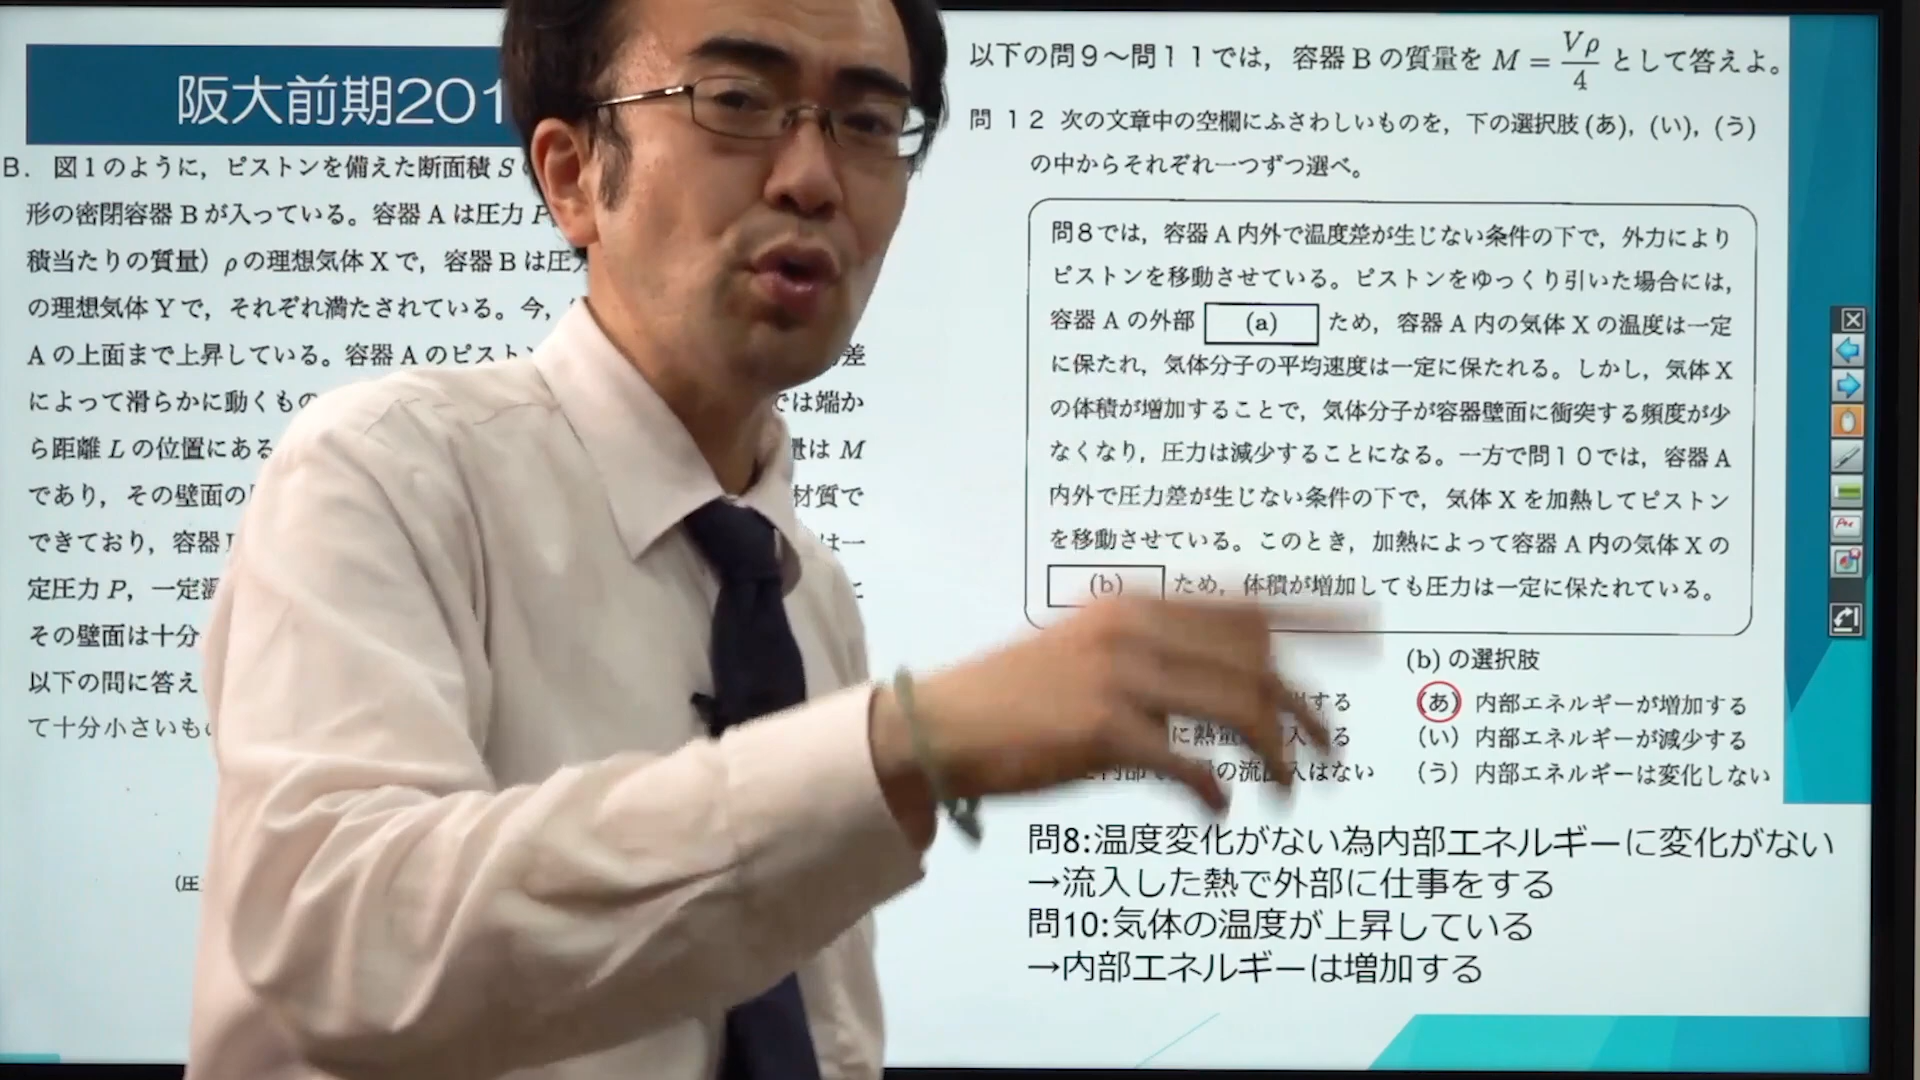 阪大前期201
B. 図1のように，ピストンを備えた断面積 S
形の密閉容器 B が入っている。容器 A は圧力 P
積当たりの質量）ρ の理想気体 X で，容器 B は圧力
の理想気体 Y で，それぞれ満たされている。今，
A の上面まで上昇している。容器 A のピスト
差
によって滑らかに動くもの
では端か
ら距離 L の位置にある
量は M
であり，その壁面の
材質で
できており，容器
は一
定圧力 P，一定温
に
その壁面は十分
以下の問に答え
て十分小さいもの
（圧
以下の問９～問１１では，容器 B の質量を M = Vρ/4 として答えよ。
問 １２ 次の文章中の空欄にふさわしいものを，下の選択肢 (あ)，(い)，(う)
の中からそれぞれ一つずつ選べ。
問８では，容器 A 内外で温度差が生じない条件の下で，外力により
ピストンを移動させている。ピストンをゆっくり引いた場合には，
容器 A の外部 (a) ため，容器 A 内の気体 X の温度は一定
に保たれ，気体分子の平均速度は一定に保たれる。しかし，気体 X
の体積が増加することで，気体分子が容器壁面に衝突する頻度が少
なくなり，圧力は減少することになる。一方で問１０では，容器 A
内外で圧力差が生じない条件の下で，気体 X を加熱してピストン
を移動させている。このとき，加熱によって容器 A 内の気体 X の
(b) ため，体積が増加しても圧力は一定に保たれている。
する
に熱量
入する
の流出入はない
(b) の選択肢
（あ）内部エネルギーが増加する
（い）内部エネルギーが減少する
（う）内部エネルギーは変化しない
問8:温度変化がない為内部エネルギーに変化がない
→流入した熱で外部に仕事をする
問10:気体の温度が上昇している
→内部エネルギーは増加する